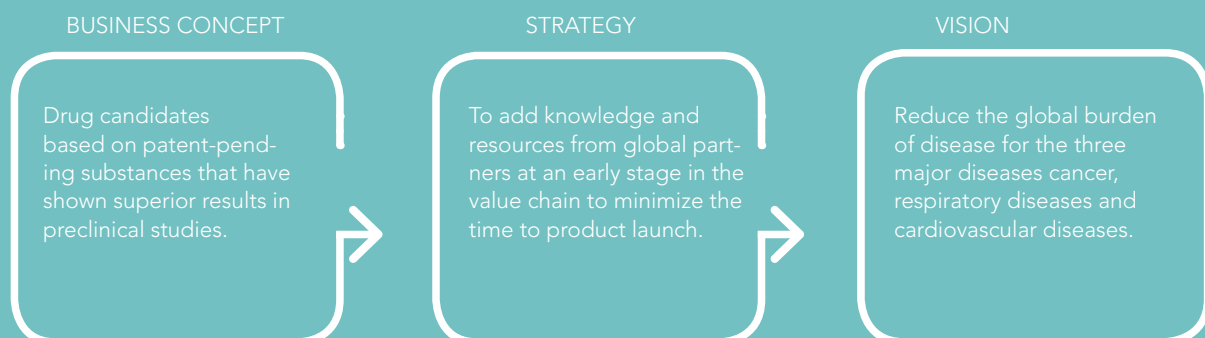 BUSINESS CONCEPT
Drug candidates
based on patent-pend-
ing substances that have
shown superior results in
preclinical studies.
STRATEGY
To add knowledge and
resources from global part-
ners at an early stage in the
value chain to minimize the
time to product launch.
VISION
Reduce the global burden
of disease for the three
major diseases cancer,
respiratory diseases and
cardiovascular diseases.